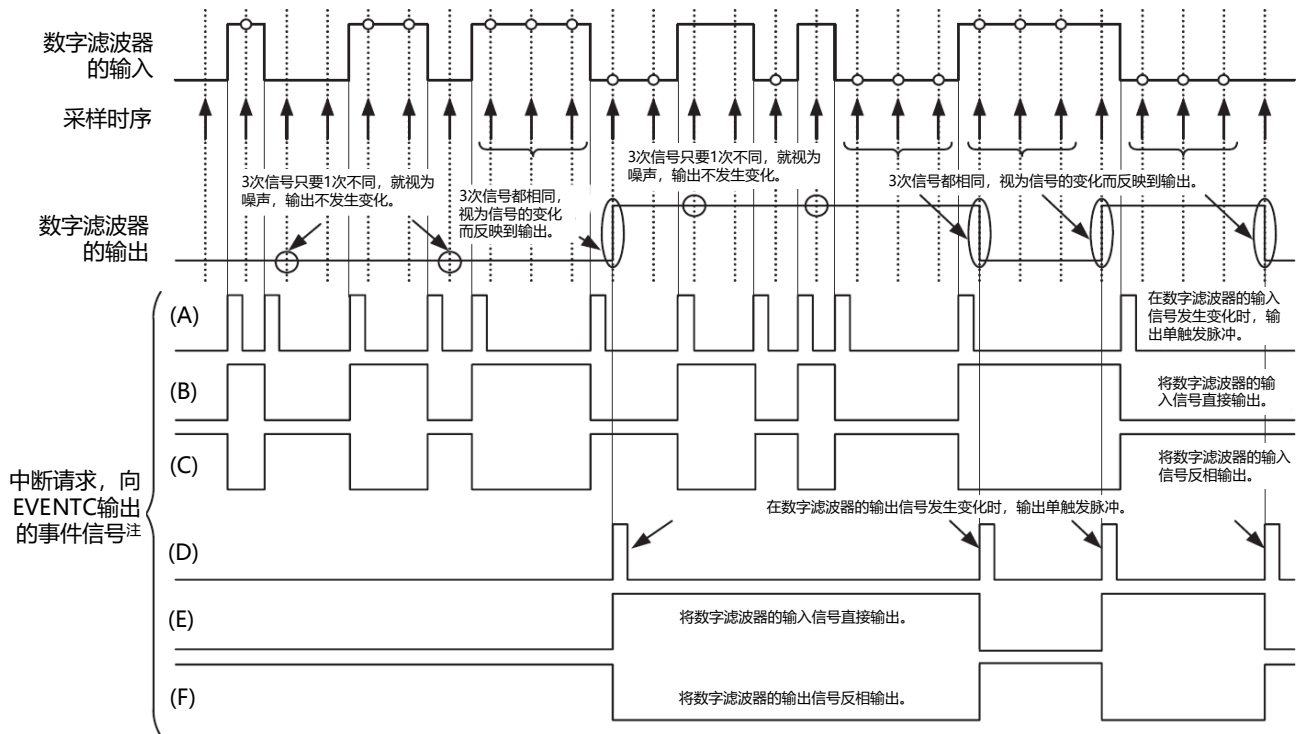 数字滤波器
的输入
采样时序
3次信号只要1次不同，就视为
噪声，输出不发生变化。
3次信号都相同，
视为信号的变化
而反映到输出。
3次信号只要1次不同，就视为
噪声，输出不发生变化。
3次信号都相同，视为信号的变化而反映到输出。
数字滤波器
的输出
(A)
在数字滤波器的输入
信号发生变化时，输
出单触发脉冲。
(B)
将数字滤波器的输
入信号直接输出。
(C)
将数字滤波器的输入
信号反相输出。
中断请求，向
EVENTC输出
的事件信号注
在数字滤波器的输出信号发生变化时，输出单触发脉冲。
(D)
(E)
将数字滤波器的输入信号直接输出。
(F)
将数字滤波器的输出信号反相输出。